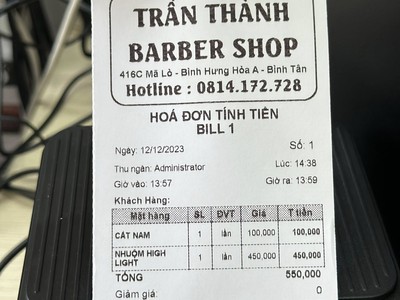 TRẦN THÀNH
BARBER SHOP
416C Mã Lò - Bình Hưng Hòa A - Bình Tân
Hotline : 0814.172.728
HOÁ ĐƠN TÍNH TIỀN
BILL 1
Ngày: 12/12/2023 Số: 1
Thu ngân: Administrator Lúc: 14:38
Giờ vào: 13:57 Giờ ra: 13:59
Khách Hàng:
Mặt hàng SL ĐVT Giá T tiền
CẮT NAM 1 lần 100,000 100,000
NHUỘM HIGH LIGHT 1 lần 450,000 450,000
TỔNG 550,000
Giảm giá: 0